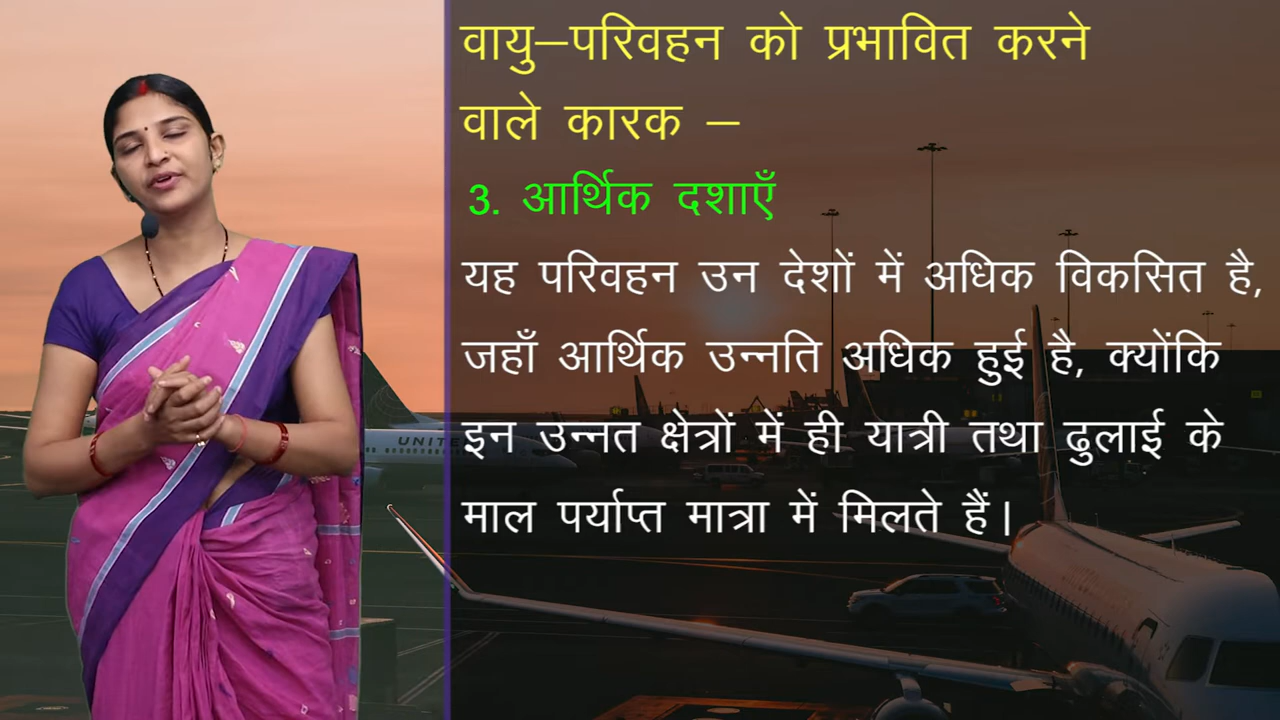 वायु–परिवहन को प्रभावित करने
वाले कारक –
3. आर्थिक दशाएँ
यह परिवहन उन देशों में अधिक विकसित है,
जहाँ आर्थिक उन्नति अधिक हुई है, क्योंकि
इन उन्नत क्षेत्रों में ही यात्री तथा ढुलाई के
माल पर्याप्त मात्रा में मिलते हैं।
UNITE